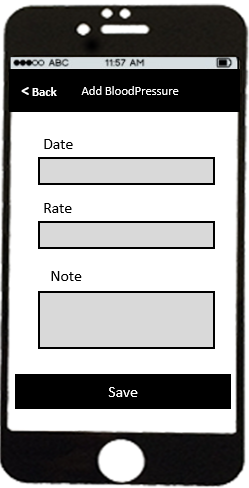 ABC 11:57 AM
< Back Add BloodPressure
Date
Rate
Note
Save